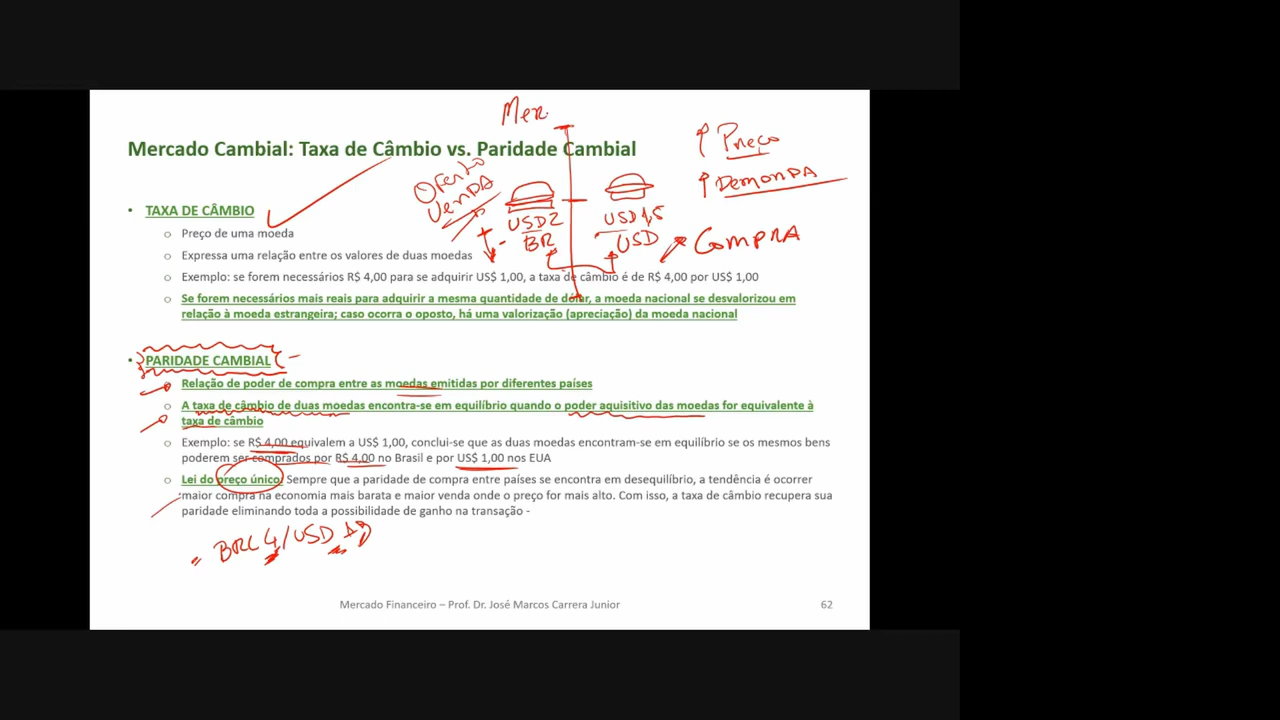 Mer.
Mercado Cambial: Taxa de Câmbio vs. Paridade Cambial
↑ Preço
↑ Demanda
Oferta
Venda
USD2
BR
USD 1,5
USD
+
-
Compra
• TAXA DE CÂMBIO
o Preço de uma moeda
o Expressa uma relação entre os valores de duas moedas
o Exemplo: se forem necessários R$ 4,00 para se adquirir US$ 1,00, a taxa de câmbio é de R$ 4,00 por US$ 1,00
o Se forem necessários mais reais para adquirir a mesma quantidade de dólar, a moeda nacional se desvalorizou em
relação à moeda estrangeira; caso ocorra o oposto, há uma valorização (apreciação) da moeda nacional
• PARIDADE CAMBIAL
o Relação de poder de compra entre as moedas emitidas por diferentes países
o A taxa de câmbio de duas moedas encontra-se em equilíbrio quando o poder aquisitivo das moedas for equivalente à
taxa de câmbio
o Exemplo: se R$ 4,00 equivalem a US$ 1,00, conclui-se que as duas moedas encontram-se em equilíbrio se os mesmos bens
poderem ser comprados por R$ 4,00 no Brasil e por US$ 1,00 nos EUA
o Lei do preço único: Sempre que a paridade de compra entre países se encontra em desequilíbrio, a tendência é ocorrer
maior compra na economia mais barata e maior venda onde o preço for mais alto. Com isso, a taxa de câmbio recupera sua
paridade eliminando toda a possibilidade de ganho na transação -
BRL 4/USD
Mercado Financeiro – Prof. Dr. José Marcos Carrera Junior
62